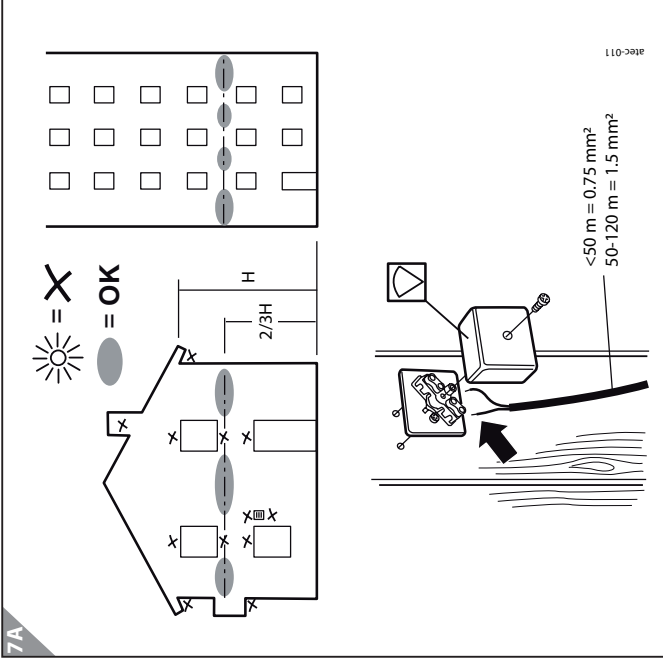 7A
= X
= OK
H
2/3H
<50 m = 0.75 mm²
50-120 m = 1.5 mm²
atec-011